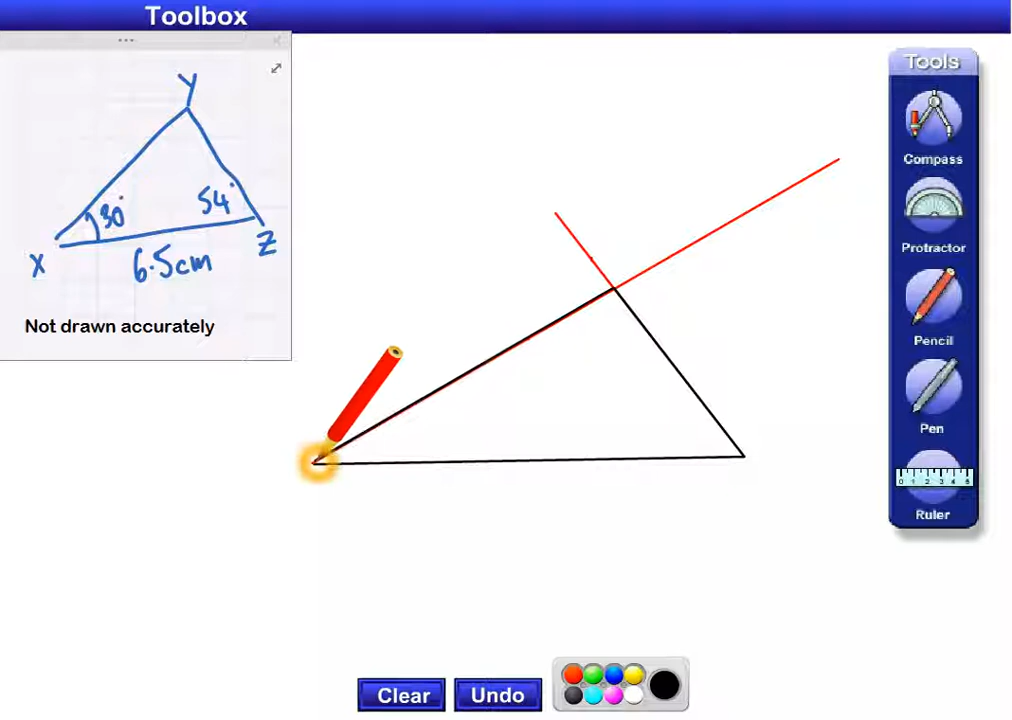 Toolbox
Y
30°
54°
X
Z
6.5cm
Not drawn accurately
Tools
Compass
Protractor
Pencil
Pen
0 1 2 3 4 5
Ruler
Clear
Undo